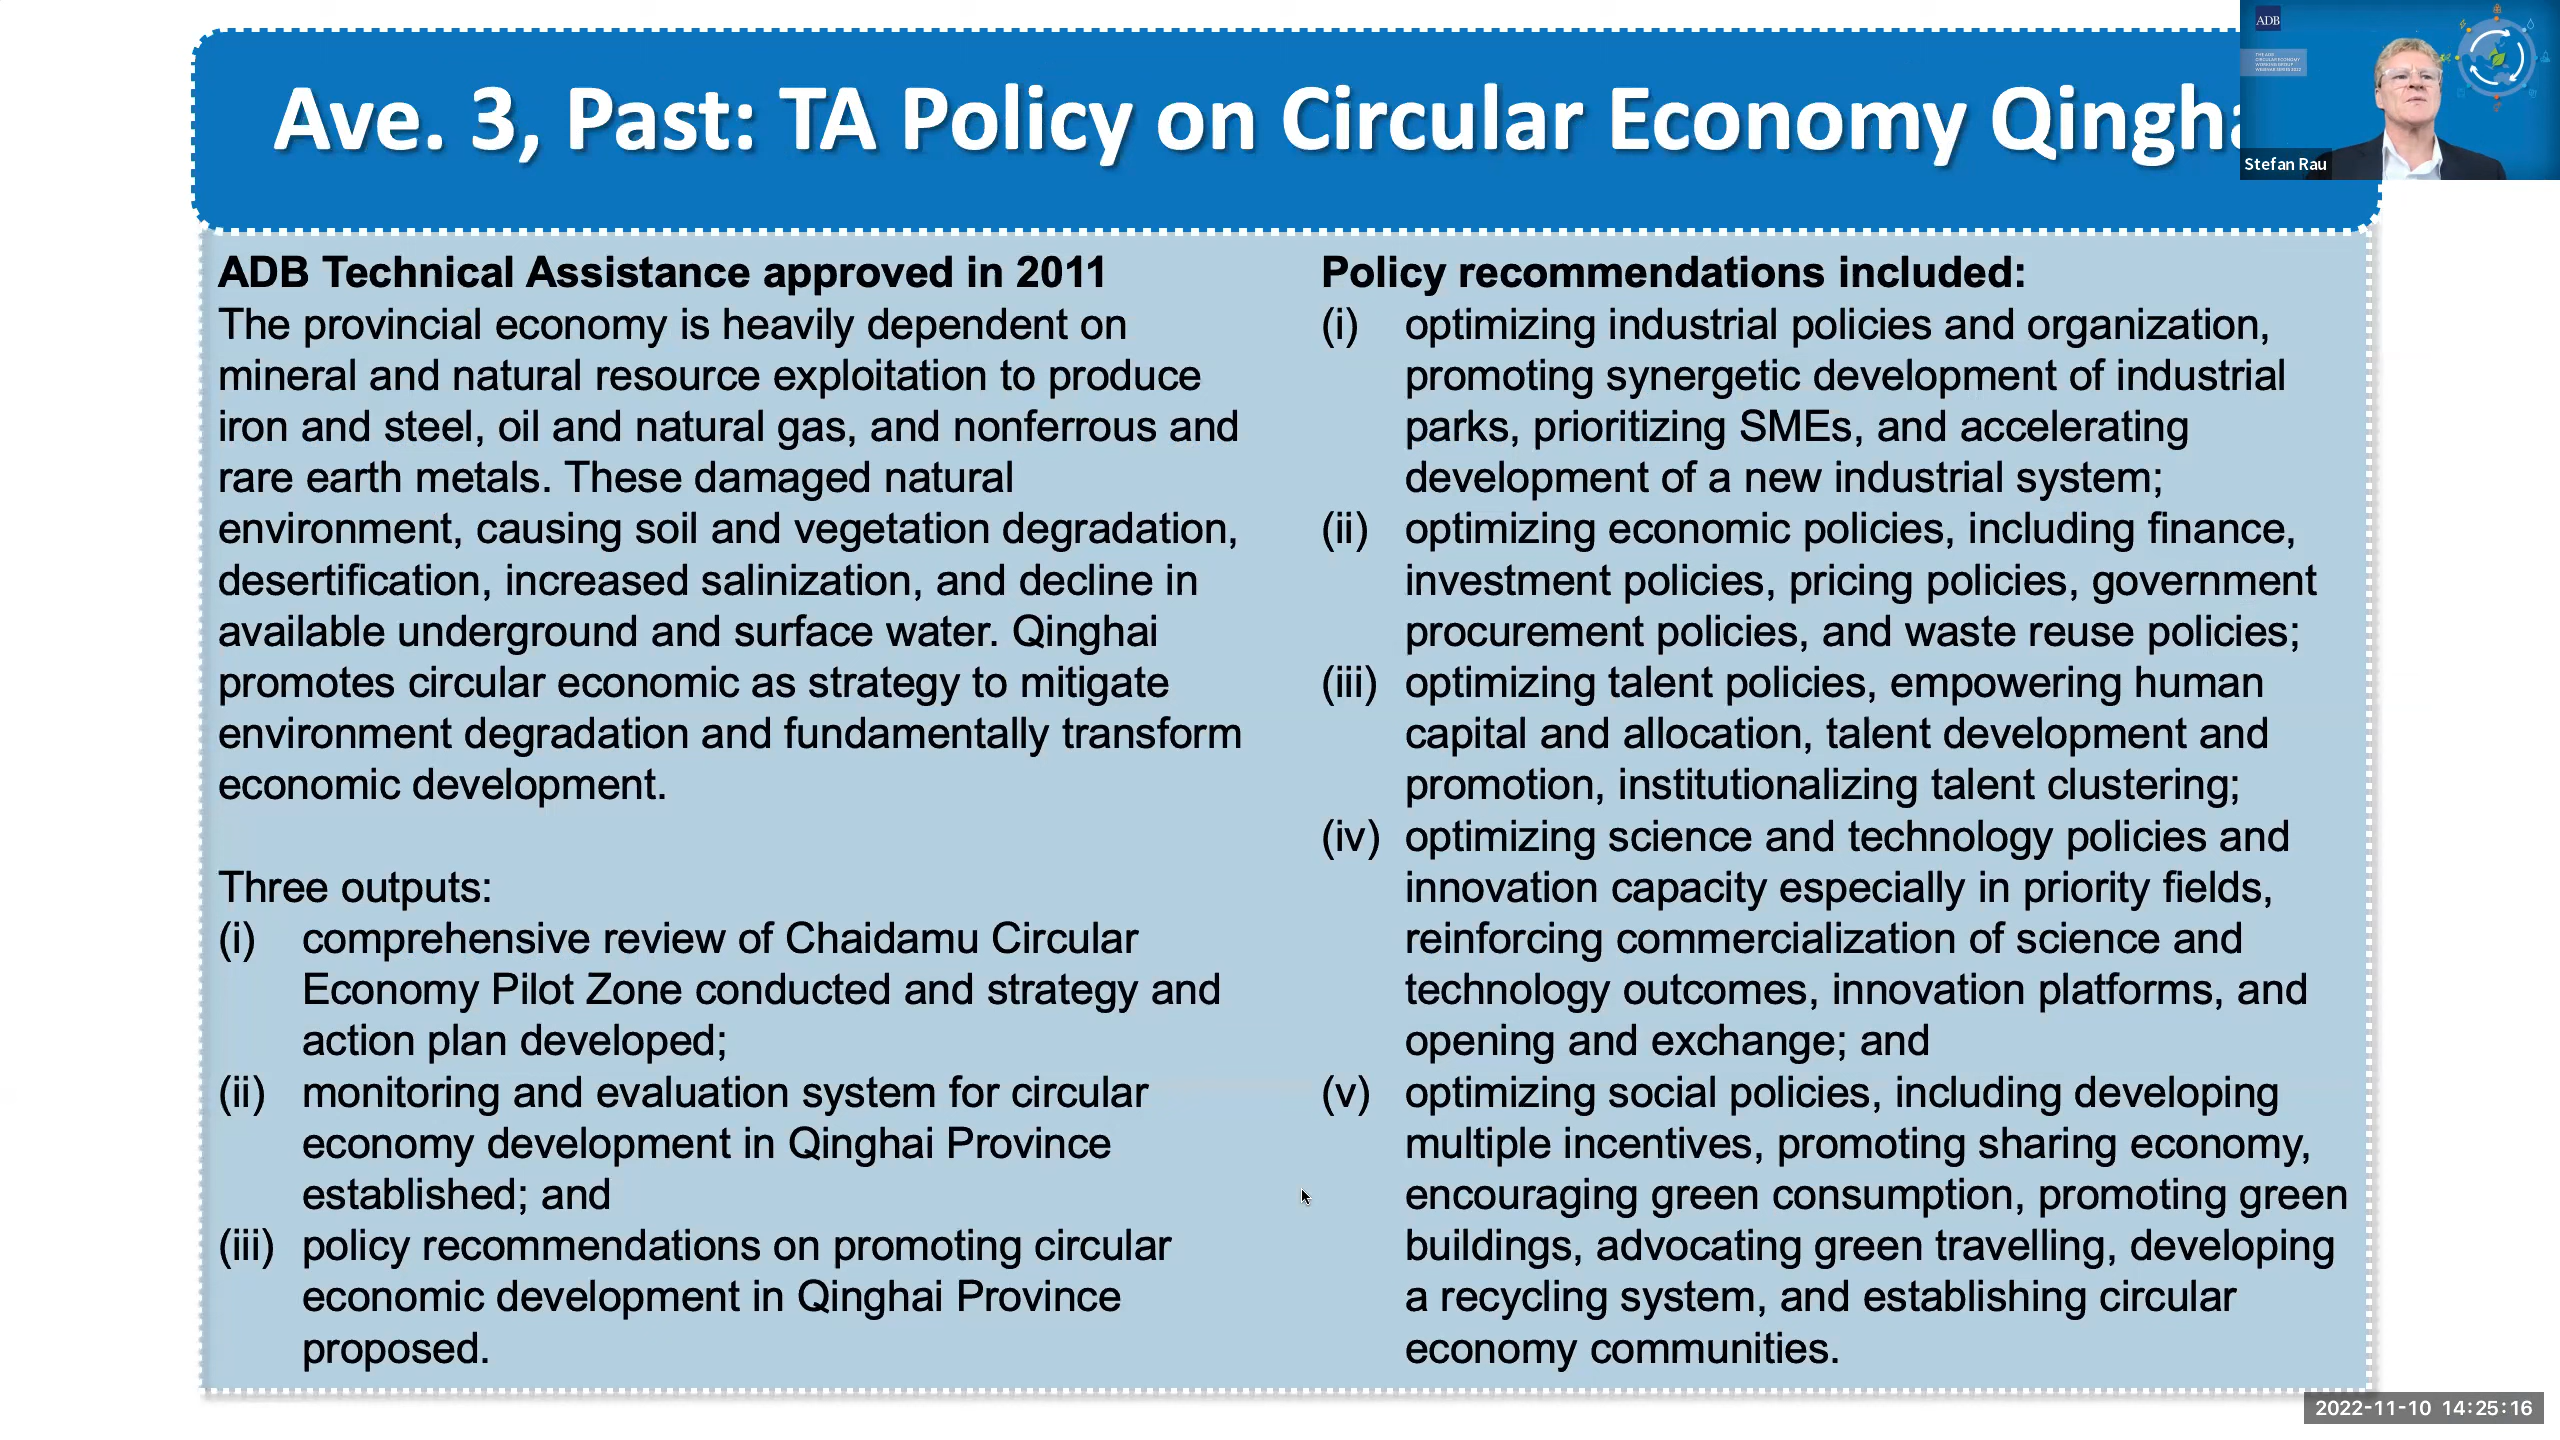 Ave. 3, Past: TA Policy on Circular Economy
ADB
Stefan Rau
ADB Technical Assistance approved in 2011
The provincial economy is heavily dependent on
mineral and natural resource exploitation to produce
iron and steel, oil and natural gas, and nonferrous and
rare earth metals. These damaged natural
environment, causing soil and vegetation degradation,
desertification, increased salinization, and decline in
available underground and surface water. Qinghai
promotes circular economic as strategy to mitigate
environment degradation and fundamentally transform
economic development.
Three outputs:
(i) comprehensive review of Chaidamu Circular
Economy Pilot Zone conducted and strategy and
action plan developed;
(ii) monitoring and evaluation system for circular
economy development in Qinghai Province
established; and
(iii) policy recommendations on promoting circular
economic development in Qinghai Province
proposed.
Policy recommendations included:
(i) optimizing industrial policies and organization,
promoting synergetic development of industrial
parks, prioritizing SMEs, and accelerating
development of a new industrial system;
(ii) optimizing economic policies, including finance,
investment policies, pricing policies, government
procurement policies, and waste reuse policies;
(iii) optimizing talent policies, empowering human
capital and allocation, talent development and
promotion, institutionalizing talent clustering;
(iv) optimizing science and technology policies and
innovation capacity especially in priority fields,
reinforcing commercialization of science and
technology outcomes, innovation platforms, and
opening and exchange; and
(v) optimizing social policies, including developing
multiple incentives, promoting sharing economy,
encouraging green consumption, promoting green
buildings, advocating green travelling, developing
a recycling system, and establishing circular
economy communities.
2022-11-10 14:25:16